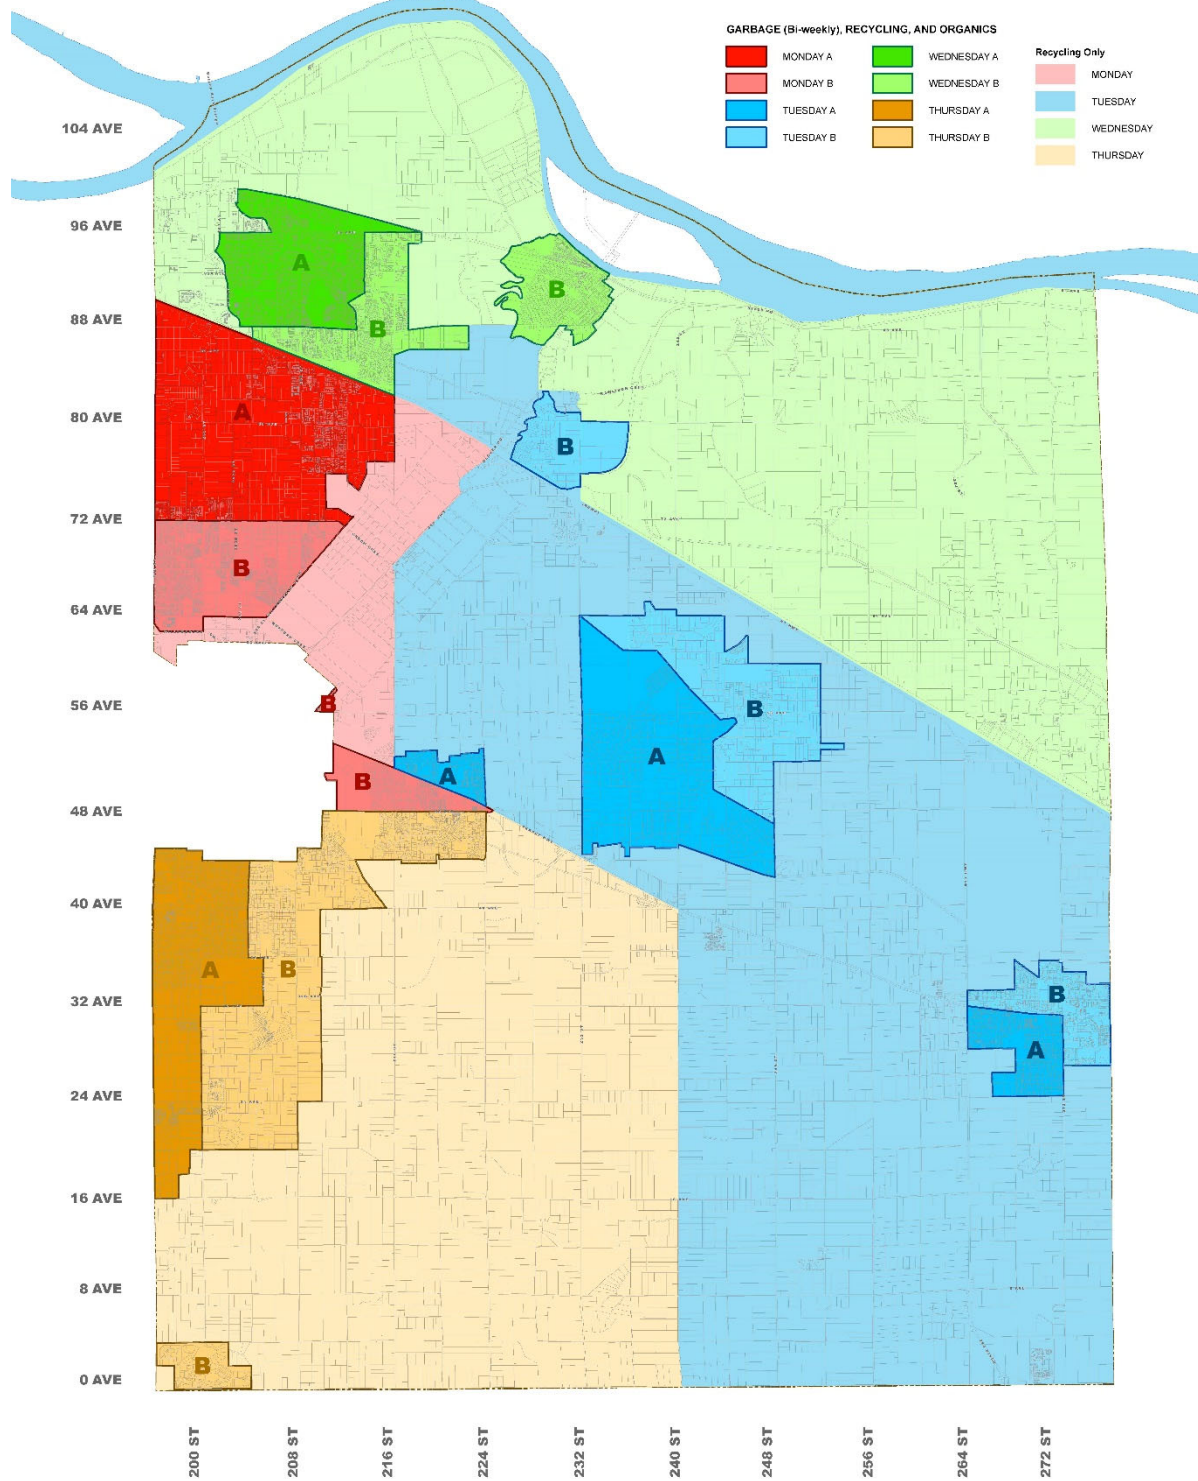 GARBAGE (Bi-weekly), RECYCLING, AND ORGANICS
MONDAY A
MONDAY B
TUESDAY A
TUESDAY B
WEDNESDAY A
WEDNESDAY B
THURSDAY A
THURSDAY B
Recycling Only
MONDAY
TUESDAY
WEDNESDAY
THURSDAY
104 AVE
96 AVE
88 AVE
80 AVE
72 AVE
64 AVE
56 AVE
48 AVE
40 AVE
32 AVE
24 AVE
16 AVE
8 AVE
0 AVE
A
B
B
A
B
B
B
B
A
B
A
B
A
B
B
A
B
200 ST
208 ST
216 ST
224 ST
232 ST
240 ST
248 ST
256 ST
264 ST
272 ST